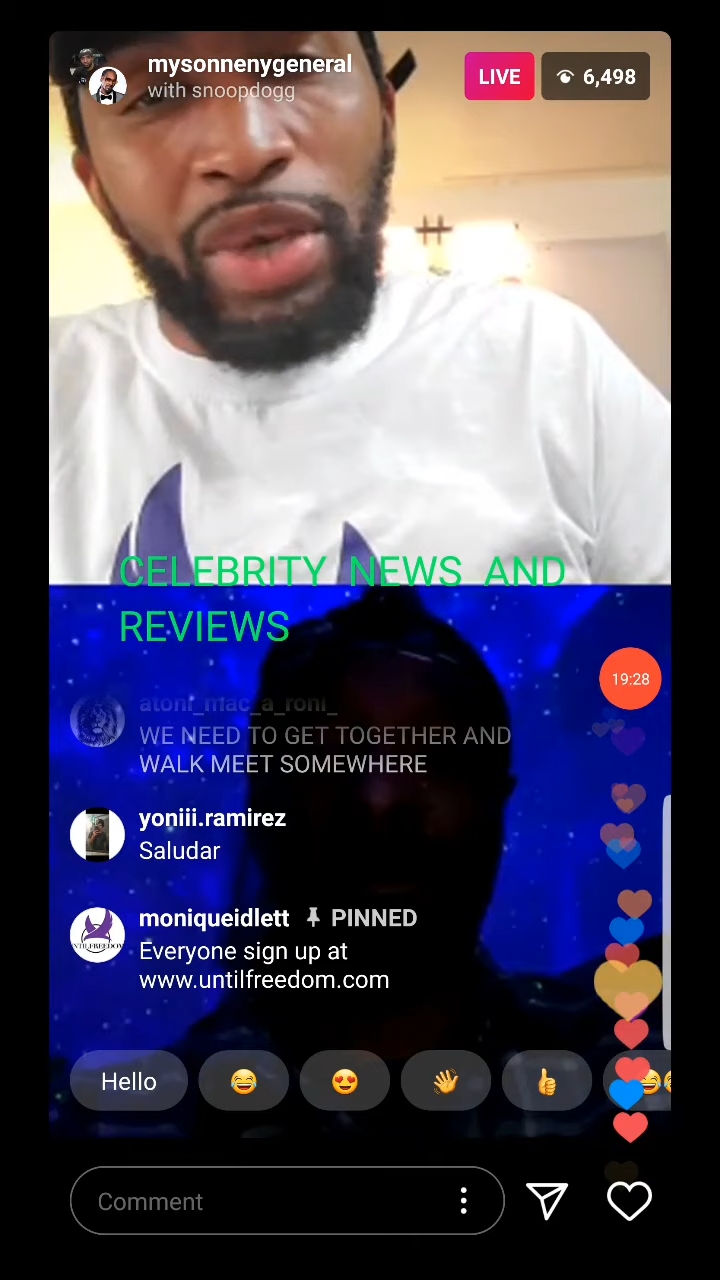 mysonnenygeneral
with snoopdogg
LIVE
6,498
CELEBRITY NEWS AND
REVIEWS
19:28
atoni_mac_a_roni_
WE NEED TO GET TOGETHER AND
WALK MEET SOMEWHERE
yoniii.ramirez
Saludar
moniqueidlett PINNED
Everyone sign up at
www.untilfreedom.com
Hello
Comment